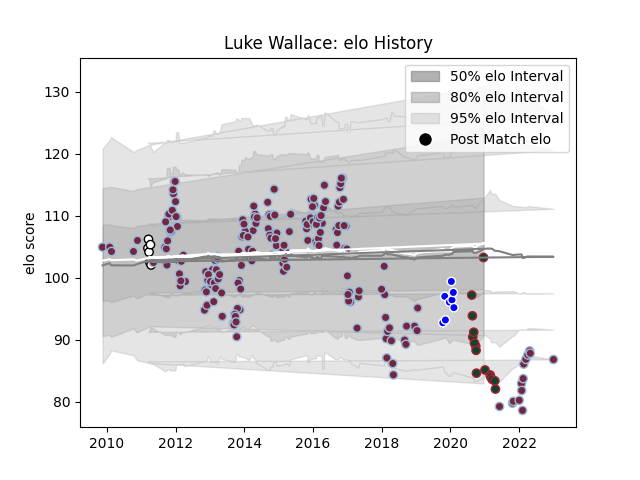 Luke Wallace: elo History
50% elo Interval
80% elo Interval
95% elo Interval
Post Match elo
elo score
130
120
110
100
90
80
2010 2012 2014 2016 2018 2020 2022